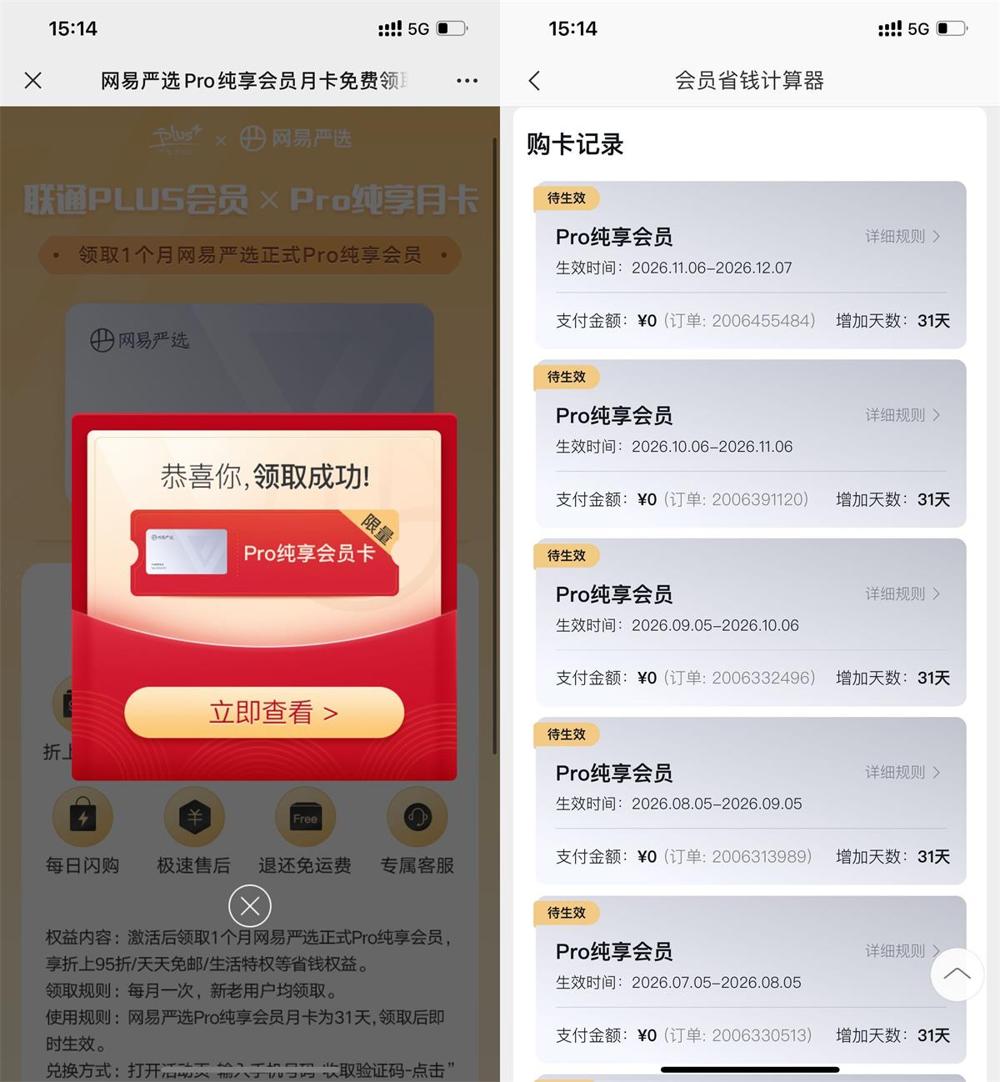 15:14
5G
网易严选Pro纯享会员月卡免费领
Plus+ × 网易严选
联通PLUS会员 × Pro纯享月卡
• 领取1个月网易严选正式Pro纯享会员 •
网易严选
恭喜你,领取成功!
限量
Pro纯享会员卡
立即查看 >
折上
Free
每日闪购
极速售后
退还免运费
专属客服
权益内容：激活后领取1个月网易严选正式Pro纯享会员，
享折上95折/天天免邮/生活特权等省钱权益。
领取规则：每月一次，新老用户均领取。
使用规则：网易严选Pro纯享会员月卡为31天,领取后即
时生效。
兑换方式：打开活动页-输入手机号码-收取验证码-点击”
15:14
5G
会员省钱计算器
购卡记录
待生效
Pro纯享会员
详细规则
生效时间：2026.11.06-2026.12.07
支付金额：¥0 (订单: 2006455484) 增加天数：31天
待生效
Pro纯享会员
详细规则
生效时间：2026.10.06-2026.11.06
支付金额：¥0 (订单: 2006391120) 增加天数：31天
待生效
Pro纯享会员
详细规则
生效时间：2026.09.05-2026.10.06
支付金额：¥0 (订单: 2006332496) 增加天数：31天
待生效
Pro纯享会员
详细规则
生效时间：2026.08.05-2026.09.05
支付金额：¥0 (订单: 2006313989) 增加天数：31天
待生效
Pro纯享会员
详细规则
生效时间：2026.07.05-2026.08.05
支付金额：¥0 (订单: 2006330513) 增加天数：31天